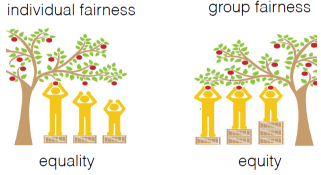 individual fairness
group fairness
equality
equity